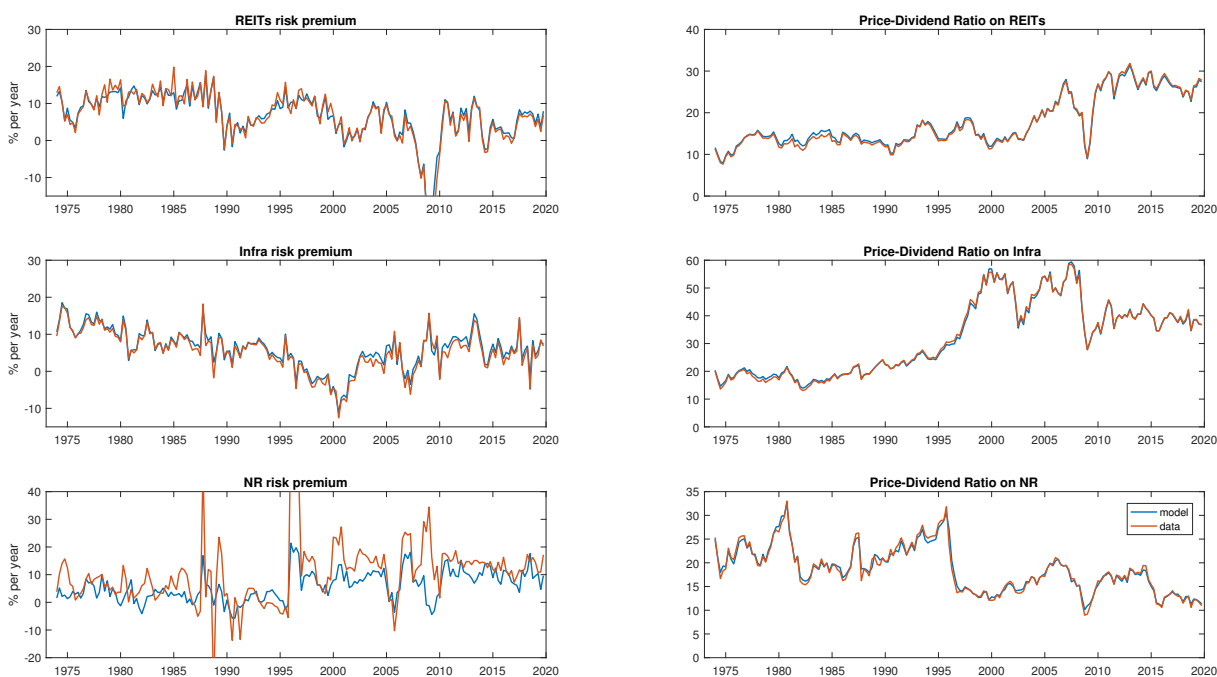 REITs risk premium
30
20
10
0
-10
% per year
1975 1980 1985 1990 1995 2000 2005 2010 2015 2020
Price-Dividend Ratio on REITs
40
30
20
10
0
1975 1980 1985 1990 1995 2000 2005 2010 2015 2020
Infra risk premium
30
20
10
0
-10
% per year
1975 1980 1985 1990 1995 2000 2005 2010 2015 2020
Price-Dividend Ratio on Infra
60
50
40
30
20
10
0
1975 1980 1985 1990 1995 2000 2005 2010 2015 2020
NR risk premium
40
30
20
10
0
-10
-20
% per year
1975 1980 1985 1990 1995 2000 2005 2010 2015 2020
Price-Dividend Ratio on NR
35
30
25
20
15
10
5
0
model
data
1975 1980 1985 1990 1995 2000 2005 2010 2015 2020